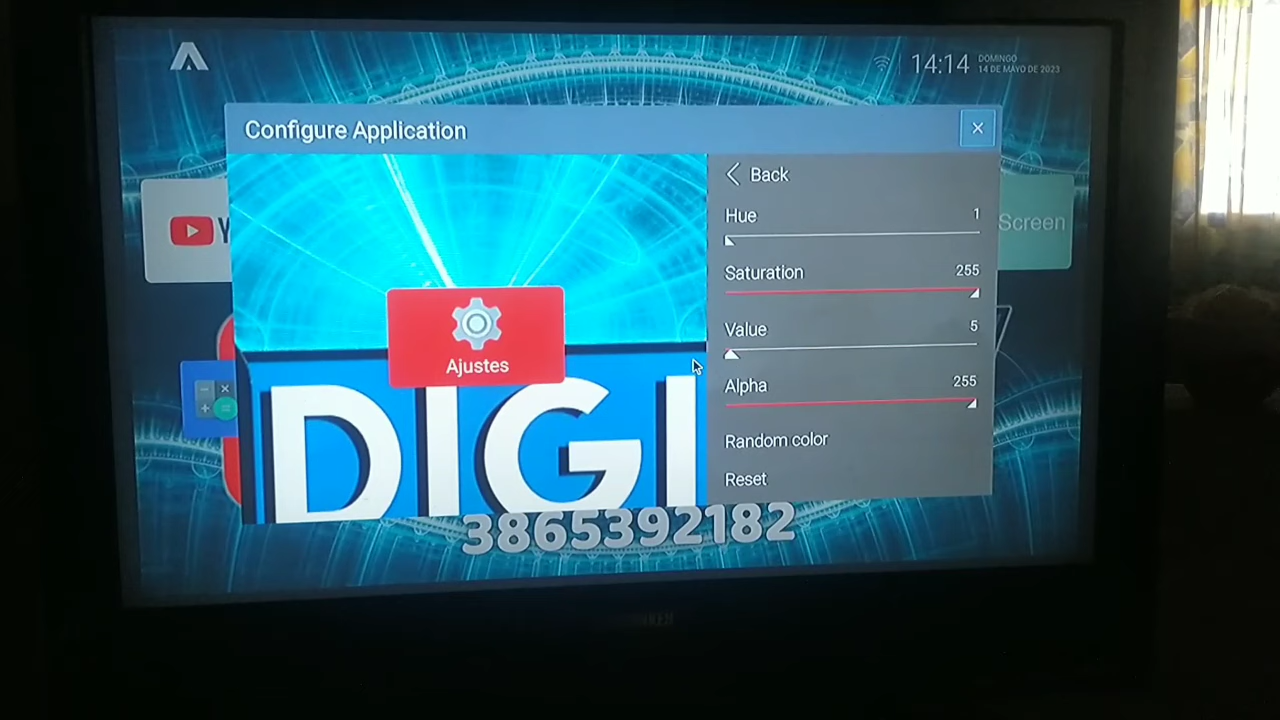 14:14
DOMINGO
14 DE MAYO DE 2023
Configure Application
Back
Hue 1
Saturation 255
Value 5
Alpha 255
Random color
Reset
Ajustes
Screen
DIGI
3865392182